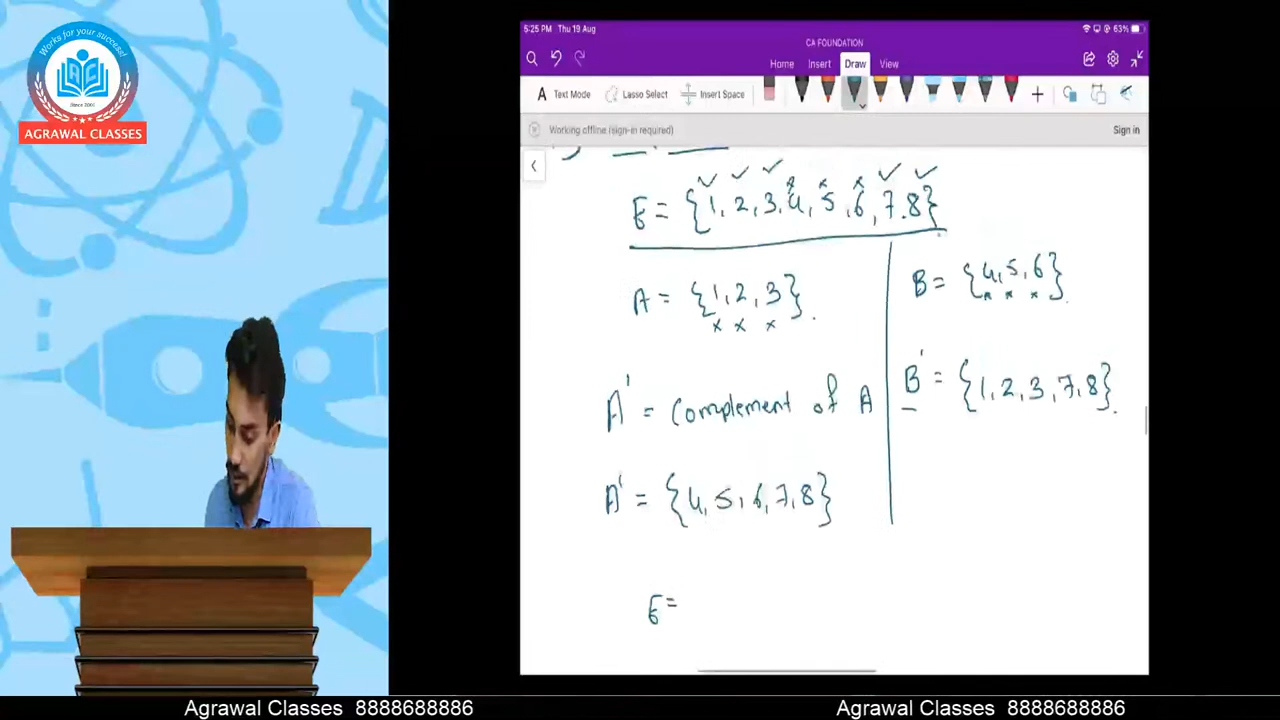 Works for your success!
AE
Since 2001
AGRAWAL CLASSES
5:25 PM Thu 19 Aug
63%
CA FOUNDATION
Home Insert Draw View
Text Mode Lasso Select Insert Space
Working offline (sign-in required) Sign in
E = {1, 2, 3, 4, 5, 6, 7, 8}
A = {1, 2, 3}.
B = {4, 5, 6}.
A' = Complement of A
B' = {1, 2, 3, 7, 8}.
A' = {4, 5, 6, 7, 8}
E =
Agrawal Classes 8888688886 Agrawal Classes 8888688886